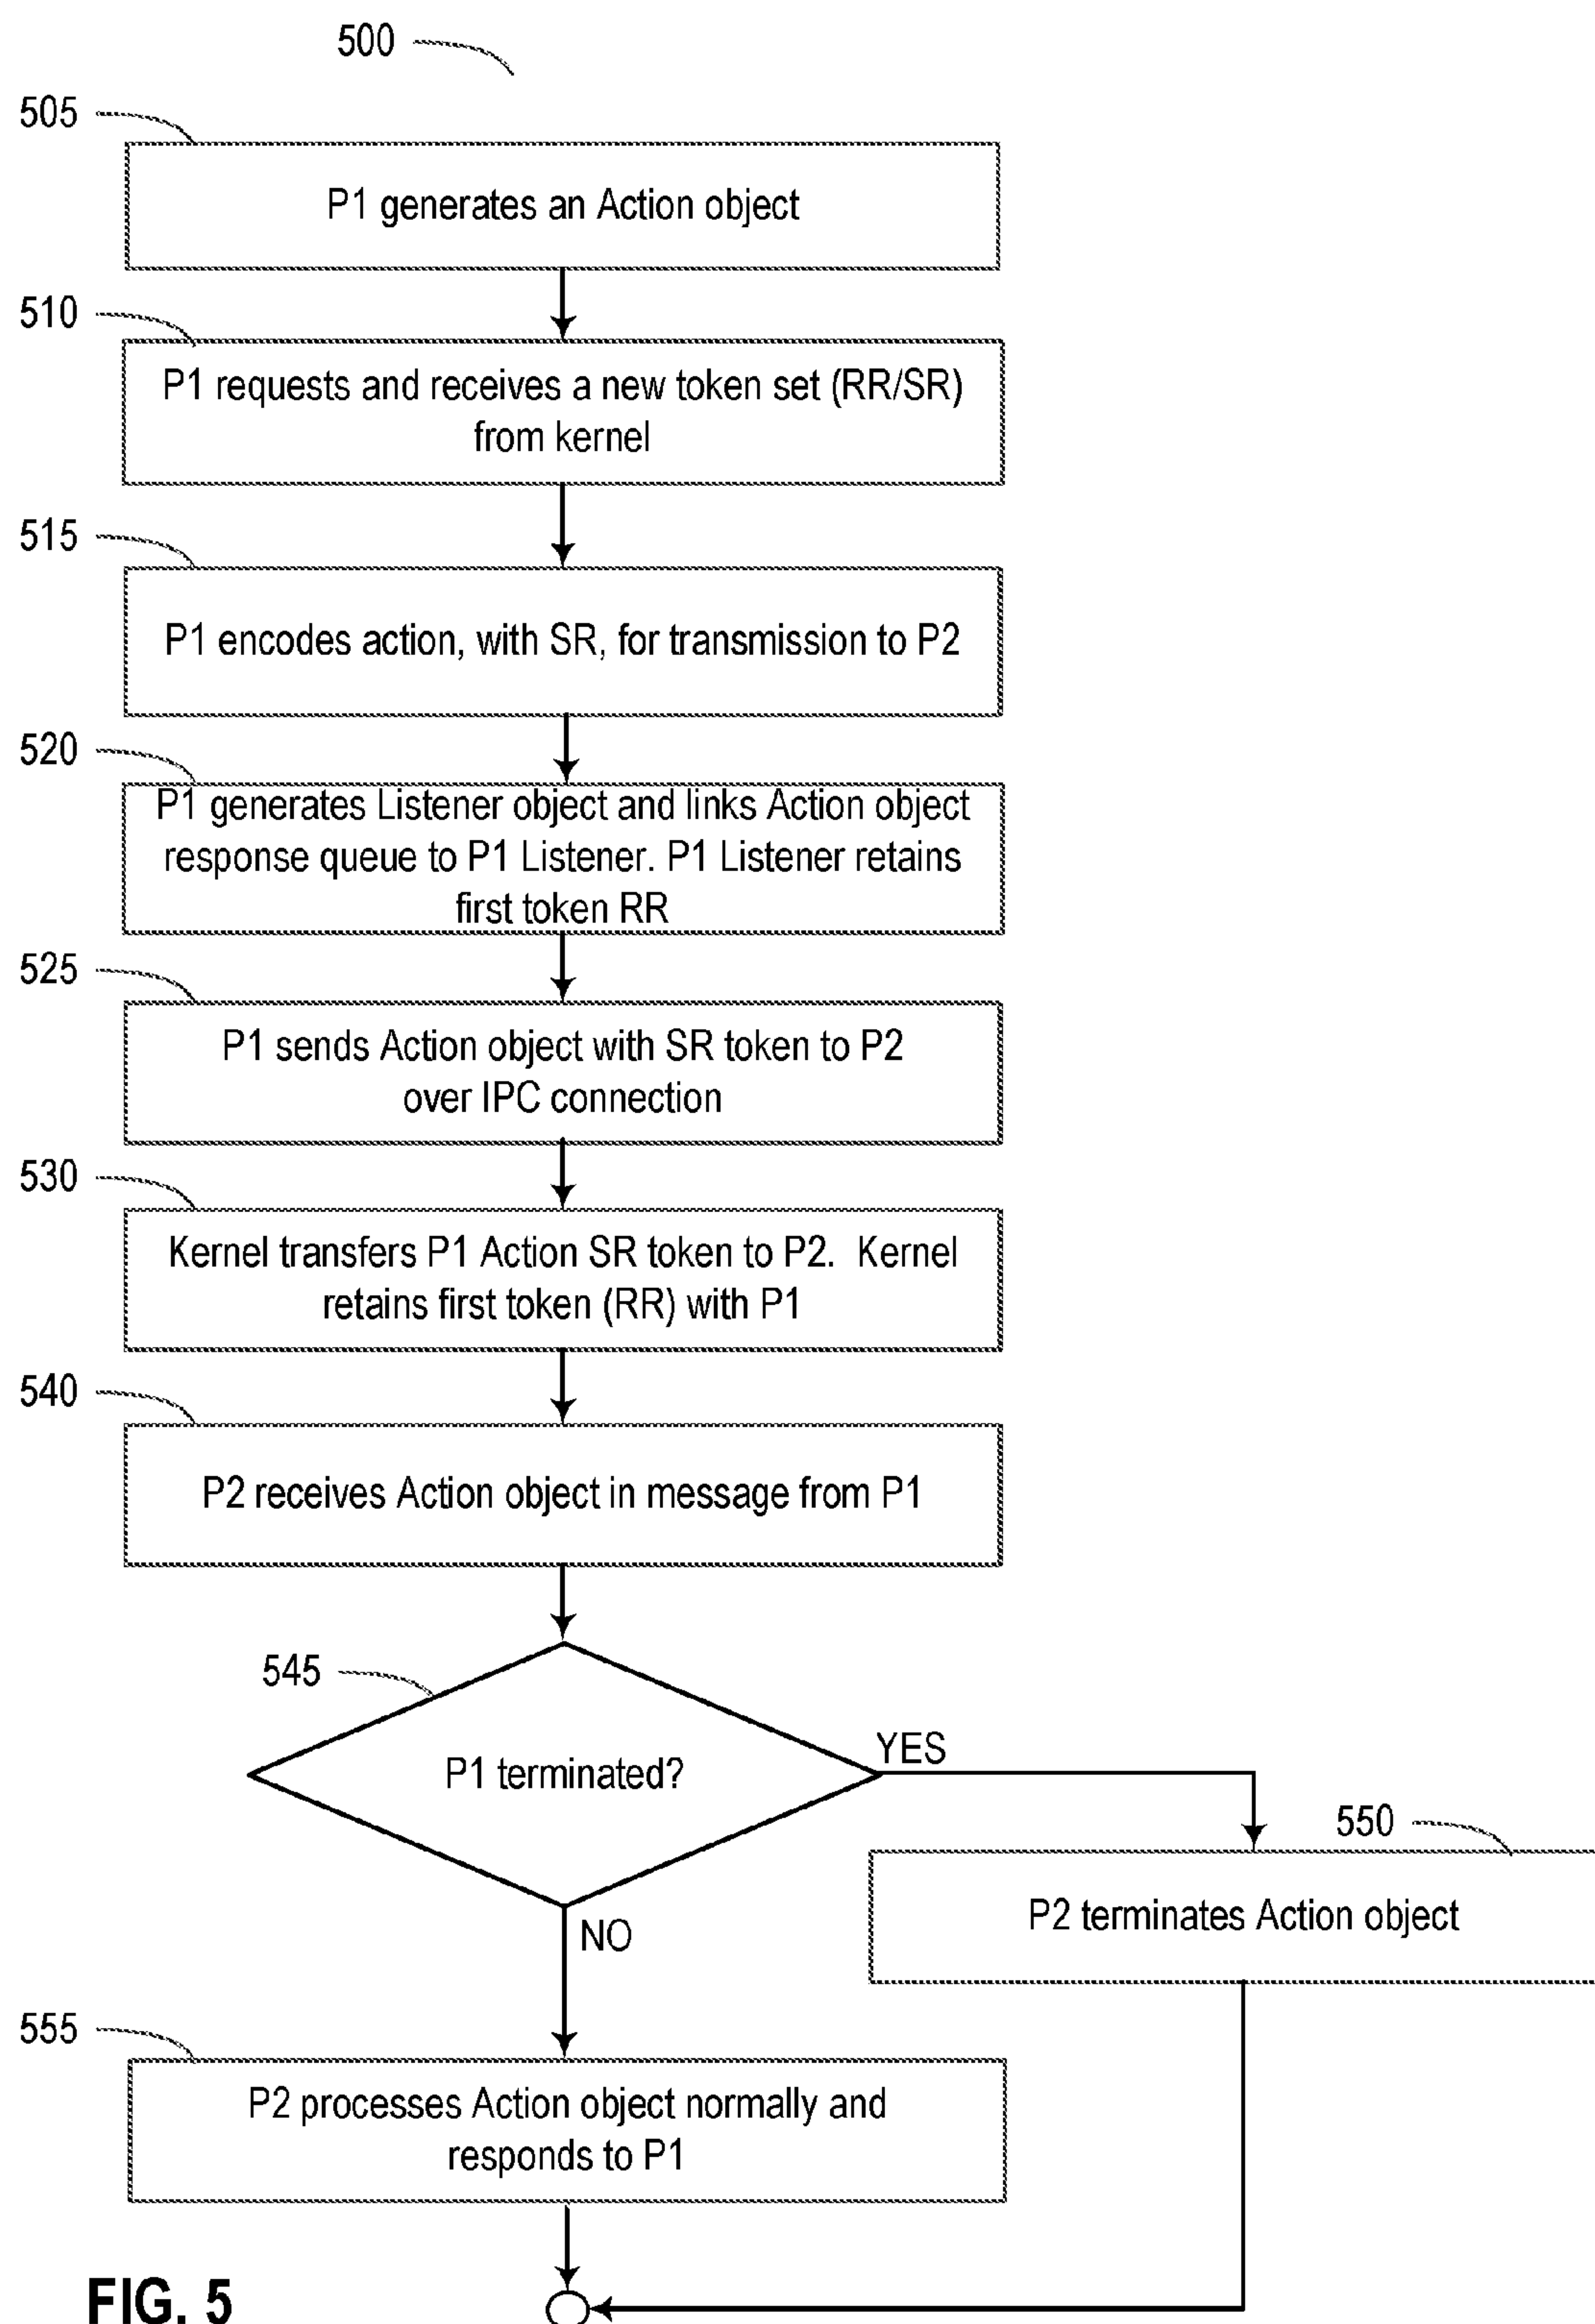 500
505
P1 generates an Action object
510
P1 requests and receives a new token set (RR/SR)
from kernel
515
P1 encodes action, with SR, for transmission to P2
520
P1 generates Listener object and links Action object
response queue to P1 Listener. P1 Listener retains
first token RR
525
P1 sends Action object with SR token to P2
over IPC connection
530
Kernel transfers P1 Action SR token to P2. Kernel
retains first token (RR) with P1
540
P2 receives Action object in message from P1
545
P1 terminated?
YES
550
P2 terminates Action object
NO
555
P2 processes Action object normally and
responds to P1
FIG. 5